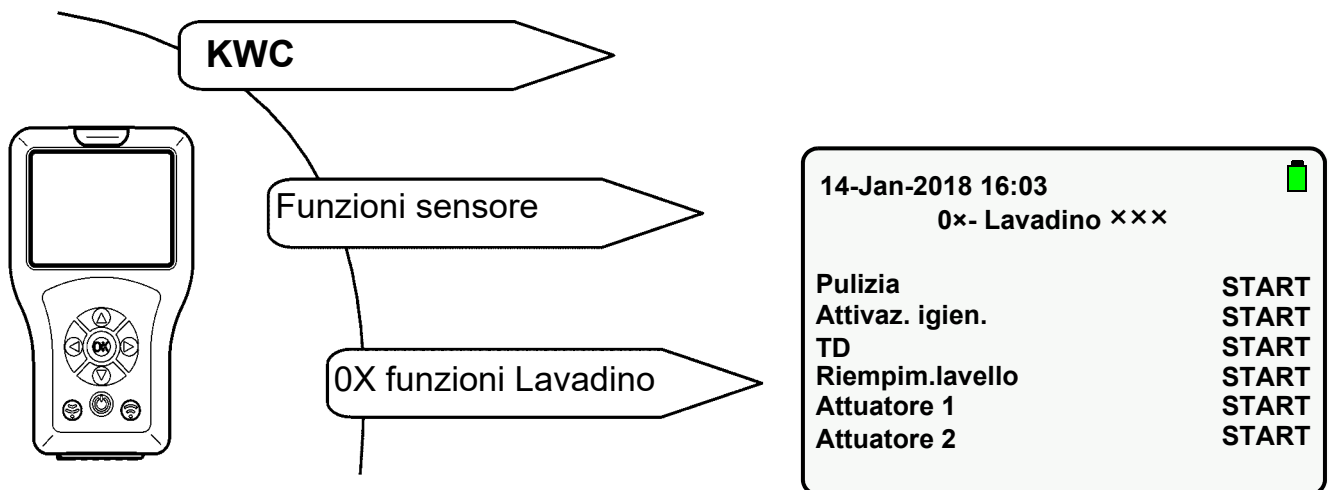 KWC
Funzioni sensore
0X funzioni Lavadino
OK
14-Jan-2018 16:03
0×- Lavadino ×××
Pulizia START
Attivaz. igien. START
TD START
Riempim.lavello START
Attuatore 1 START
Attuatore 2 START